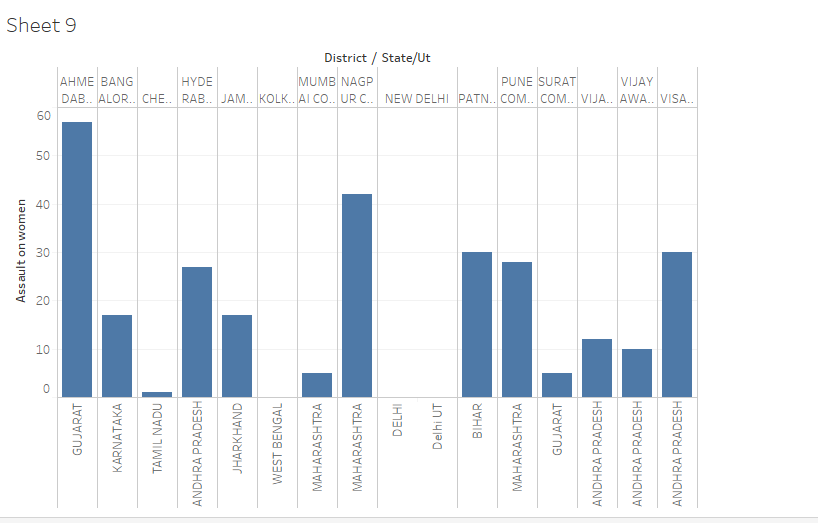 Sheet 9
District / State/Ut
AHME BANG HYDE MUMB NAGP PUNE SURAT VIJAY
DAB.. ALOR.. CHE.. RAB.. JAM.. KOLK.. AI CO.. UR C.. NEW DELHI PATN.. COM.. COM.. VIJA.. AWA.. VISA..
Assault on women
60
50
40
30
20
10
0
GUJARAT
KARNATAKA
TAMIL NADU
ANDHRA PRADESH
JHARKHAND
WEST BENGAL
MAHARASHTRA
MAHARASHTRA
DELHI
Delhi UT
BIHAR
MAHARASHTRA
GUJARAT
ANDHRA PRADESH
ANDHRA PRADESH
ANDHRA PRADESH